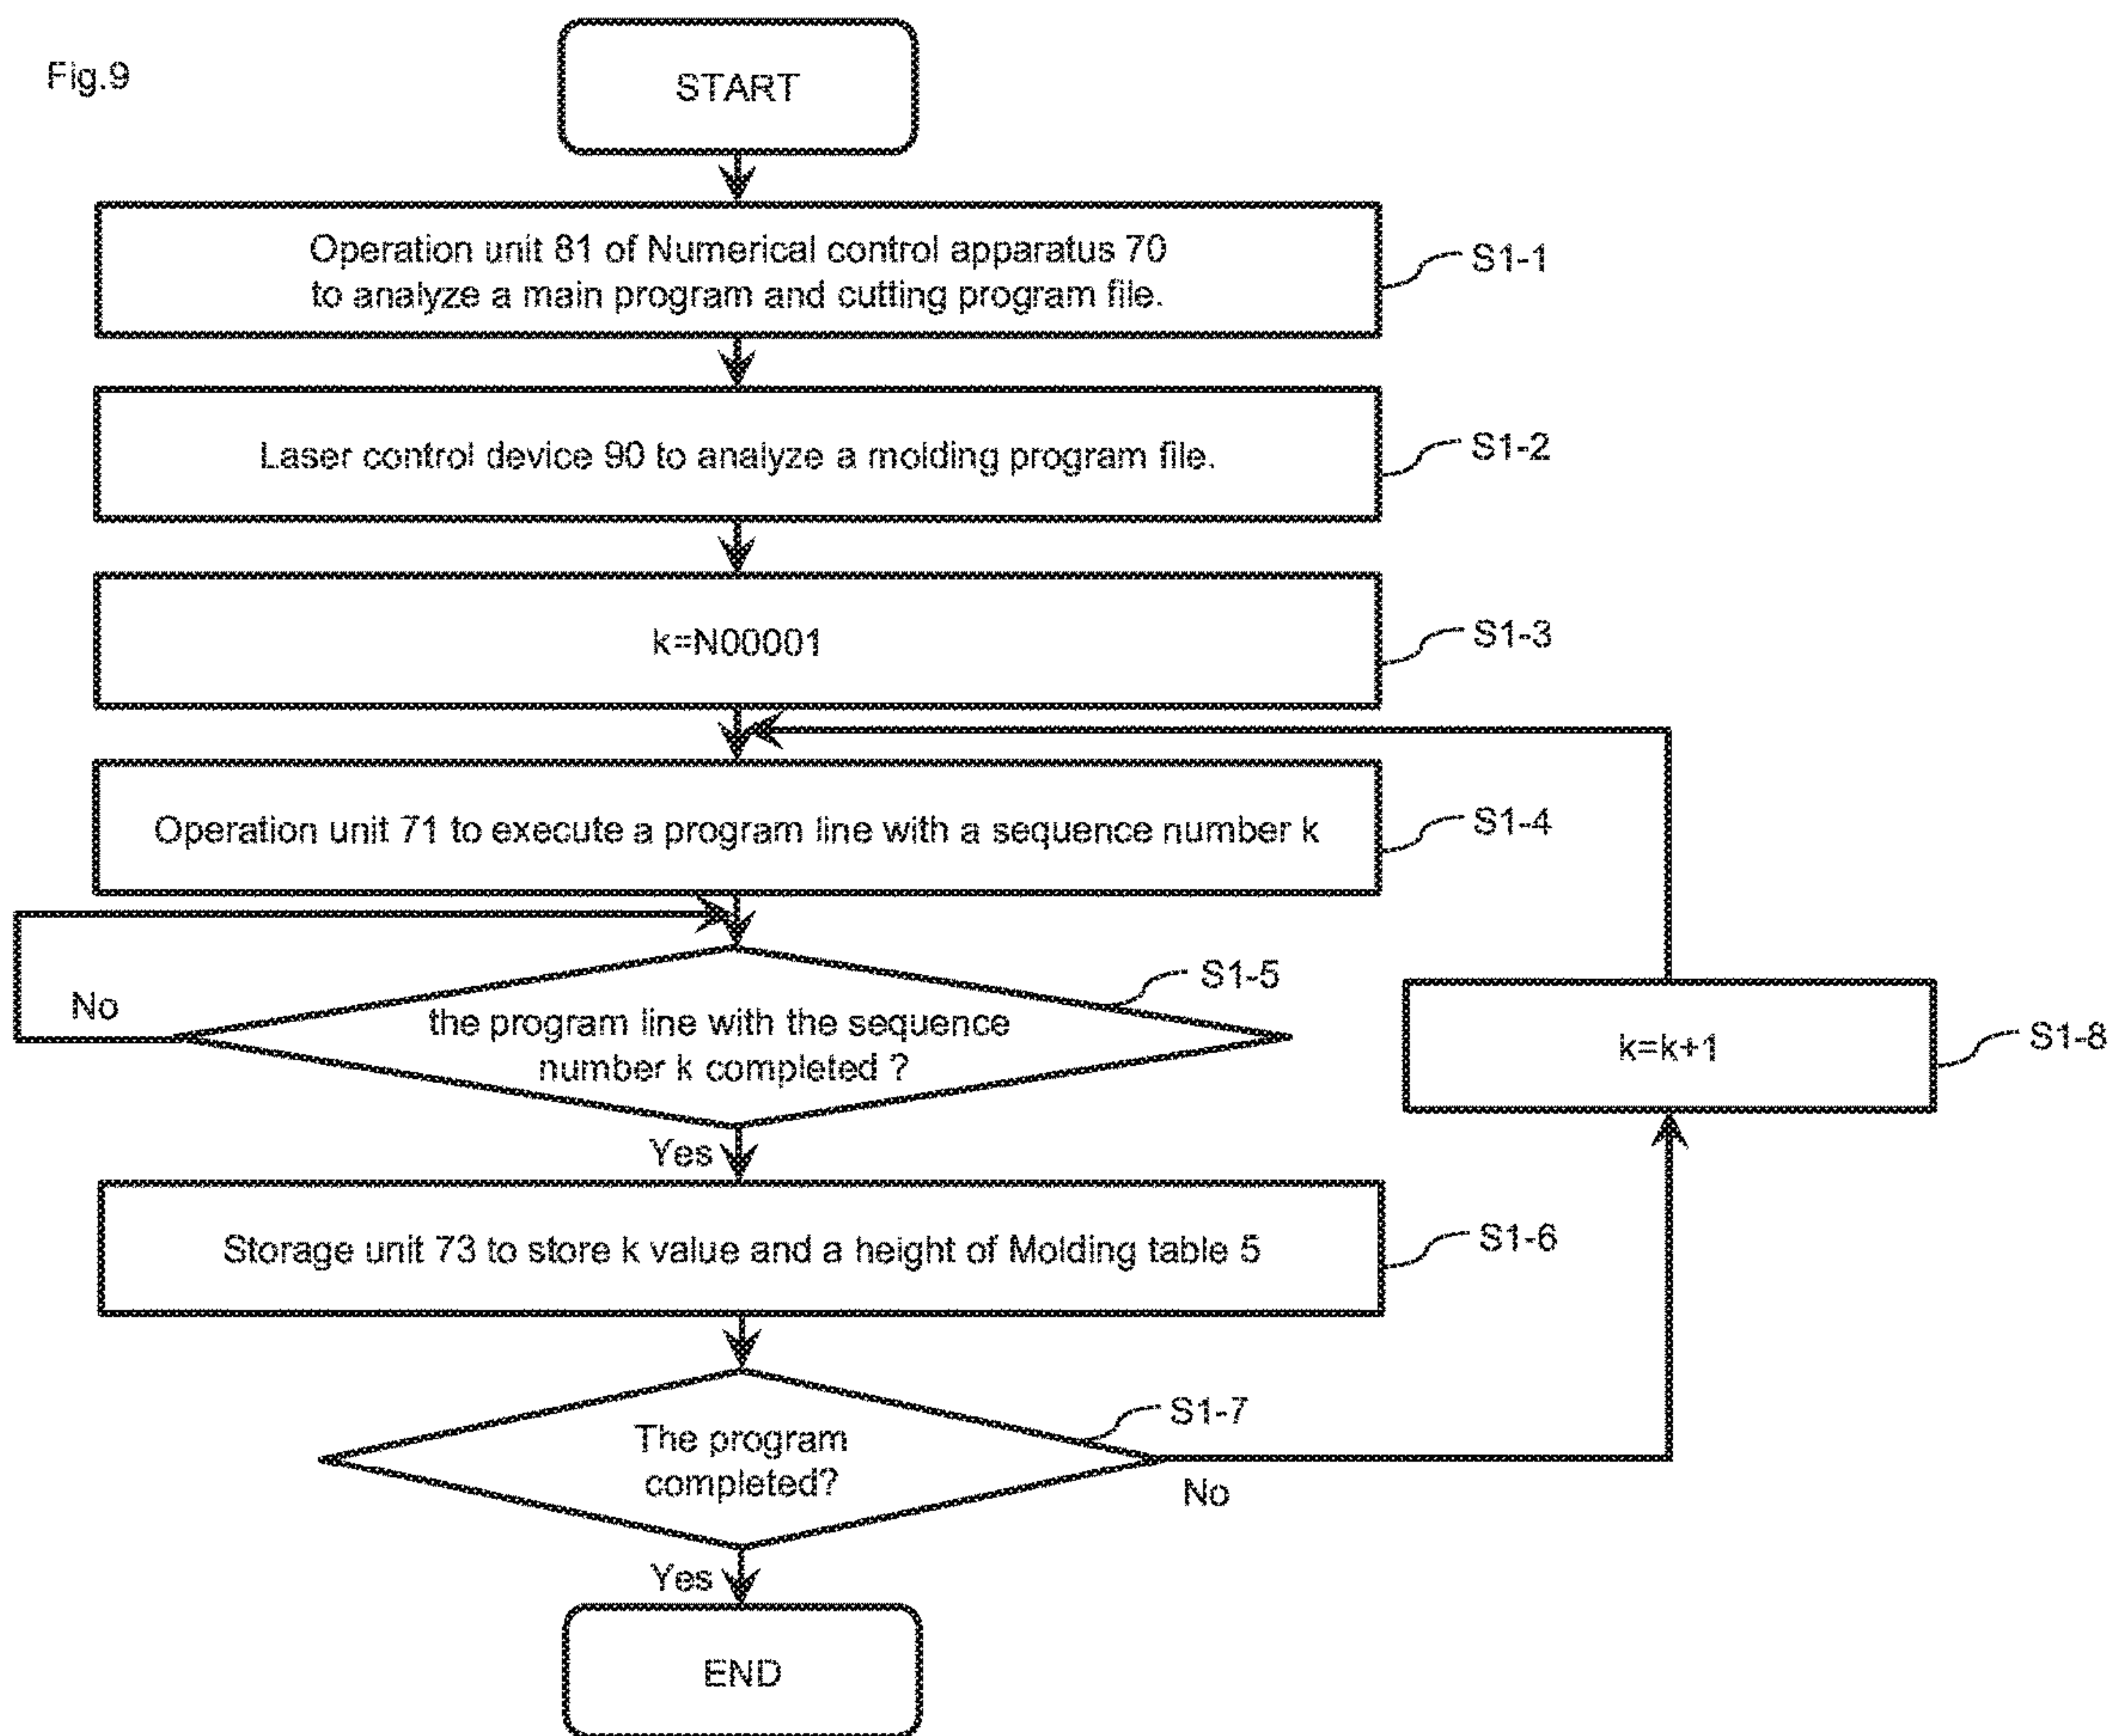 Fig.9
START
Operation unit 81 of Numerical control apparatus 70
to analyze a main program and cutting program file.
S1-1
Laser control device 90 to analyze a molding program file.
S1-2
k=N00001
S1-3
Operation unit 71 to execute a program line with a sequence number k
S1-4
S1-5
No
the program line with the sequence
number k completed ?
k=k+1
S1-8
Yes
Storage unit 73 to store k value and a height of Molding table 5
S1-6
S1-7
The program
completed?
No
Yes
END